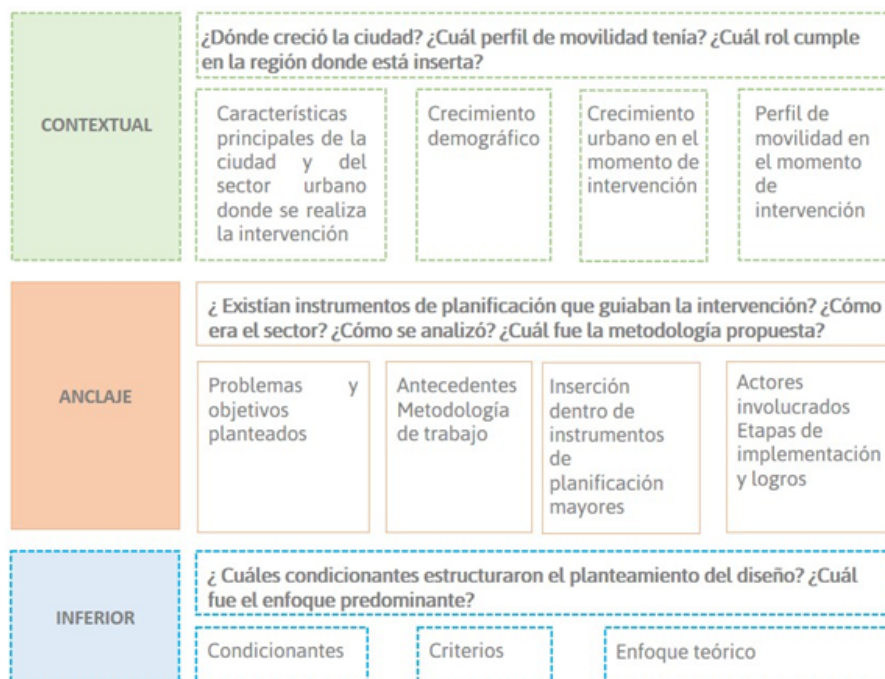 ¿Dónde creció la ciudad? ¿Cuál perfil de movilidad tenía? ¿Cuál rol cumple
en la región donde está inserta?
CONTEXTUAL
Características
principales de la
ciudad y del
sector urbano
donde se realiza
la intervención
Crecimiento
demográfico
Crecimiento
urbano en el
momento de
intervención
Perfil de
movilidad en
el momento
de
intervención
¿ Existían instrumentos de planificación que guiaban la intervención? ¿Cómo
era el sector? ¿Cómo se analizó? ¿Cuál fue la metodología propuesta?
ANCLAJE
Problemas y
objetivos
planteados
Antecedentes
Metodología
de trabajo
Inserción
dentro de
instrumentos
de
planificación
mayores
Actores
involucrados
Etapas de
implementación
y logros
¿ Cuáles condicionantes estructuraron el planteamiento del diseño? ¿Cuál
fue el enfoque predominante?
INFERIOR
Condicionantes
Criterios
Enfoque teórico